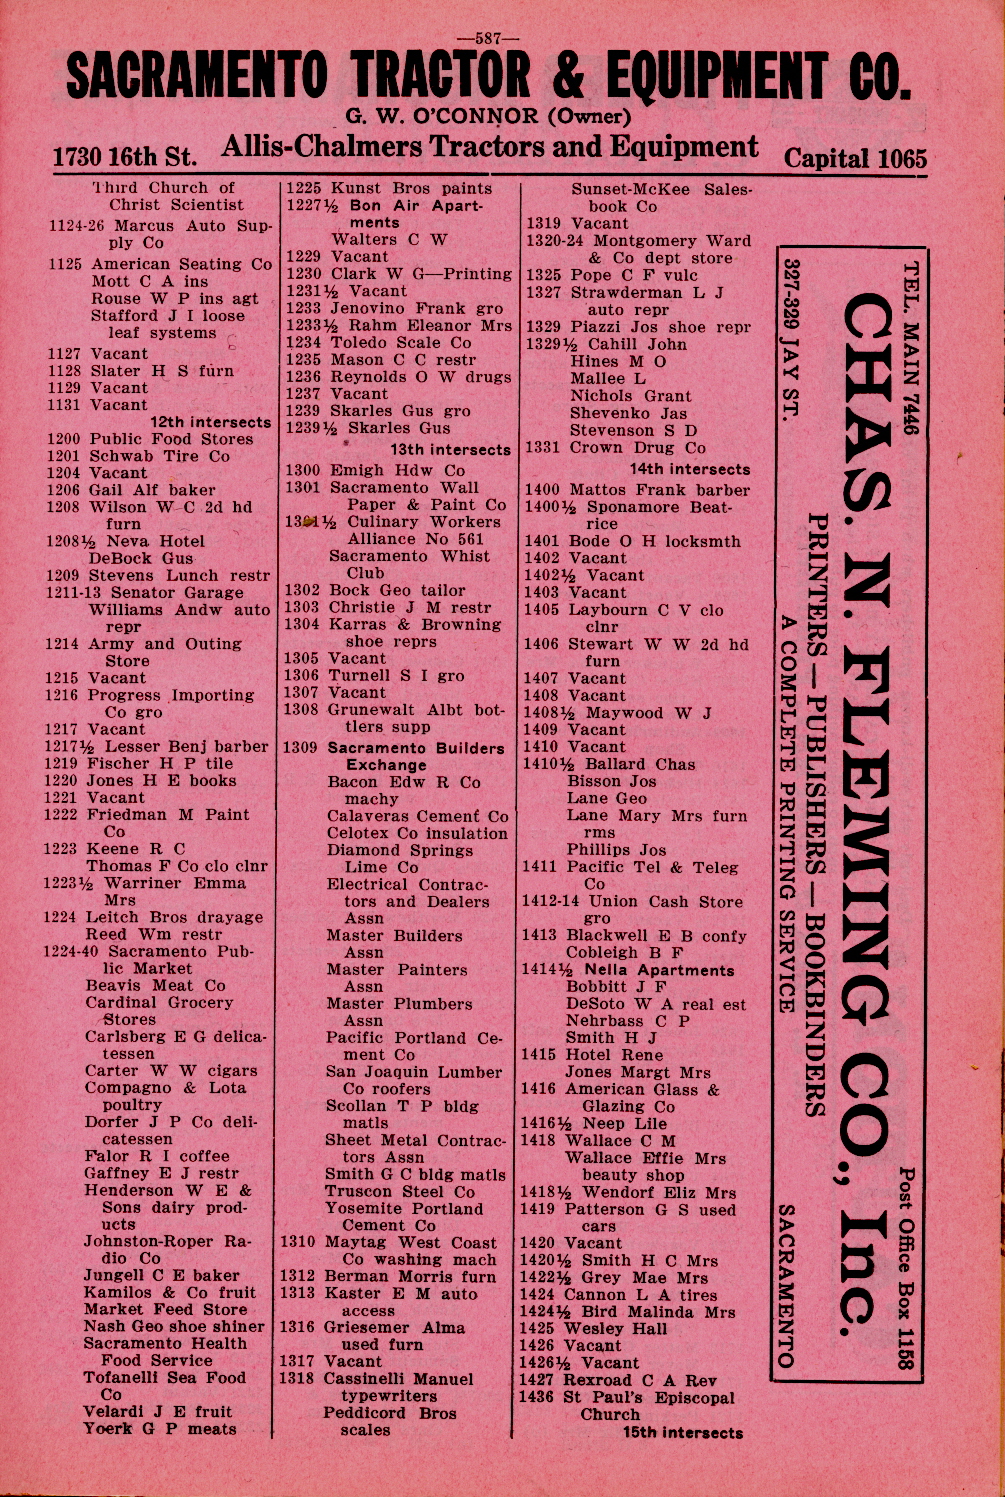 —587—
SACRAMENTO TRACTOR & EQUIPMENT CO.
G. W. O'CONNOR (Owner)
1730 16th St. Allis-Chalmers Tractors and Equipment Capital 1065
Third Church of
Christ Scientist
1124-26 Marcus Auto Sup-
ply Co
1125 American Seating Co
Mott C A ins
Rouse W P ins agt
Stafford J I loose
leaf systems
1127 Vacant
1128 Slater H S furn
1129 Vacant
1131 Vacant
12th intersects
1200 Public Food Stores
1201 Schwab Tire Co
1204 Vacant
1206 Gail Alf baker
1208 Wilson W C 2d hd
furn
1208½ Neva Hotel
DeBock Gus
1209 Stevens Lunch restr
1211-13 Senator Garage
Williams Andw auto
repr
1214 Army and Outing
Store
1215 Vacant
1216 Progress Importing
Co gro
1217 Vacant
1217½ Lesser Benj barber
1219 Fischer H P tile
1220 Jones H E books
1221 Vacant
1222 Friedman M Paint
Co
1223 Keene R C
Thomas F Co clo clnr
1223½ Warriner Emma
Mrs
1224 Leitch Bros drayage
Reed Wm restr
1224-40 Sacramento Pub-
lic Market
Beavis Meat Co
Cardinal Grocery
Stores
Carlsberg E G delica-
tessen
Carter W W cigars
Compagno & Lota
poultry
Dorfer J P Co deli-
catessen
Falor R I coffee
Gaffney E J restr
Henderson W E &
Sons dairy prod-
ucts
Johnston-Roper Ra-
dio Co
Jungell C E baker
Kamilos & Co fruit
Market Feed Store
Nash Geo shoe shiner
Sacramento Health
Food Service
Tofanelli Sea Food
Co
Velardi J E fruit
Yoerk G P meats
1225 Kunst Bros paints
1227½ Bon Air Apart-
ments
Walters C W
1229 Vacant
1230 Clark W G—Printing
1231½ Vacant
1233 Jenovino Frank gro
1233½ Rahm Eleanor Mrs
1234 Toledo Scale Co
1235 Mason C C restr
1236 Reynolds O W drugs
1237 Vacant
1239 Skarles Gus gro
1239½ Skarles Gus
13th intersects
1300 Emigh Hdw Co
1301 Sacramento Wall
Paper & Paint Co
1301½ Culinary Workers
Alliance No 561
Sacramento Whist
Club
1302 Bock Geo tailor
1303 Christie J M restr
1304 Karras & Browning
shoe reprs
1305 Vacant
1306 Turnell S I gro
1307 Vacant
1308 Grunewalt Albt bot-
tlers supp
1309 Sacramento Builders
Exchange
Bacon Edw R Co
machy
Calaveras Cement Co
Celotex Co insulation
Diamond Springs
Lime Co
Electrical Contrac-
tors and Dealers
Assn
Master Builders
Assn
Master Painters
Assn
Master Plumbers
Assn
Pacific Portland Ce-
ment Co
San Joaquin Lumber
Co roofers
Scollan T P bldg
matls
Sheet Metal Contrac-
tors Assn
Smith G C bldg matls
Truscon Steel Co
Yosemite Portland
Cement Co
1310 Maytag West Coast
Co washing mach
1312 Berman Morris furn
1313 Kaster E M auto
access
1316 Griesemer Alma
used furn
1317 Vacant
1318 Cassinelli Manuel
typewriters
Peddicord Bros
scales
Sunset-McKee Sales-
book Co
1319 Vacant
1320-24 Montgomery Ward
& Co dept store
1325 Pope C F vulc
1327 Strawderman L J
auto repr
1329 Piazzi Jos shoe repr
1329½ Cahill John
Hines M O
Mallee L
Nichols Grant
Shevenko Jas
Stevenson S D
1331 Crown Drug Co
14th intersects
1400 Mattos Frank barber
1400½ Sponamore Beat-
rice
1401 Bode O H locksmth
1402 Vacant
1402½ Vacant
1403 Vacant
1405 Laybourn C V clo
clnr
1406 Stewart W W 2d hd
furn
1407 Vacant
1408 Vacant
1408½ Maywood W J
1409 Vacant
1410 Vacant
1410½ Ballard Chas
Bisson Jos
Lane Geo
Lane Mary Mrs furn
rms
Phillips Jos
1411 Pacific Tel & Teleg
Co
1412-14 Union Cash Store
gro
1413 Blackwell E B confy
Cobleigh B F
1414½ Nella Apartments
Bobbitt J F
DeSoto W A real est
Nehrbass C P
Smith H J
1415 Hotel Rene
Jones Margt Mrs
1416 American Glass &
Glazing Co
1416½ Neep Lile
1418 Wallace C M
Wallace Effie Mrs
beauty shop
1418½ Wendorf Eliz Mrs
1419 Patterson G S used
cars
1420 Vacant
1420½ Smith H C Mrs
1422½ Grey Mae Mrs
1424 Cannon L A tires
1424½ Bird Malinda Mrs
1425 Wesley Hall
1426 Vacant
1426½ Vacant
1427 Rexroad C A Rev
1436 St Paul's Episcopal
Church
15th intersects
TEL. MAIN 7446 Post Office Box 1158
CHAS. N. FLEMING CO., Inc.
PRINTERS—PUBLISHERS—BOOKBINDERS
327-329 JAY ST. A COMPLETE PRINTING SERVICE SACRAMENTO